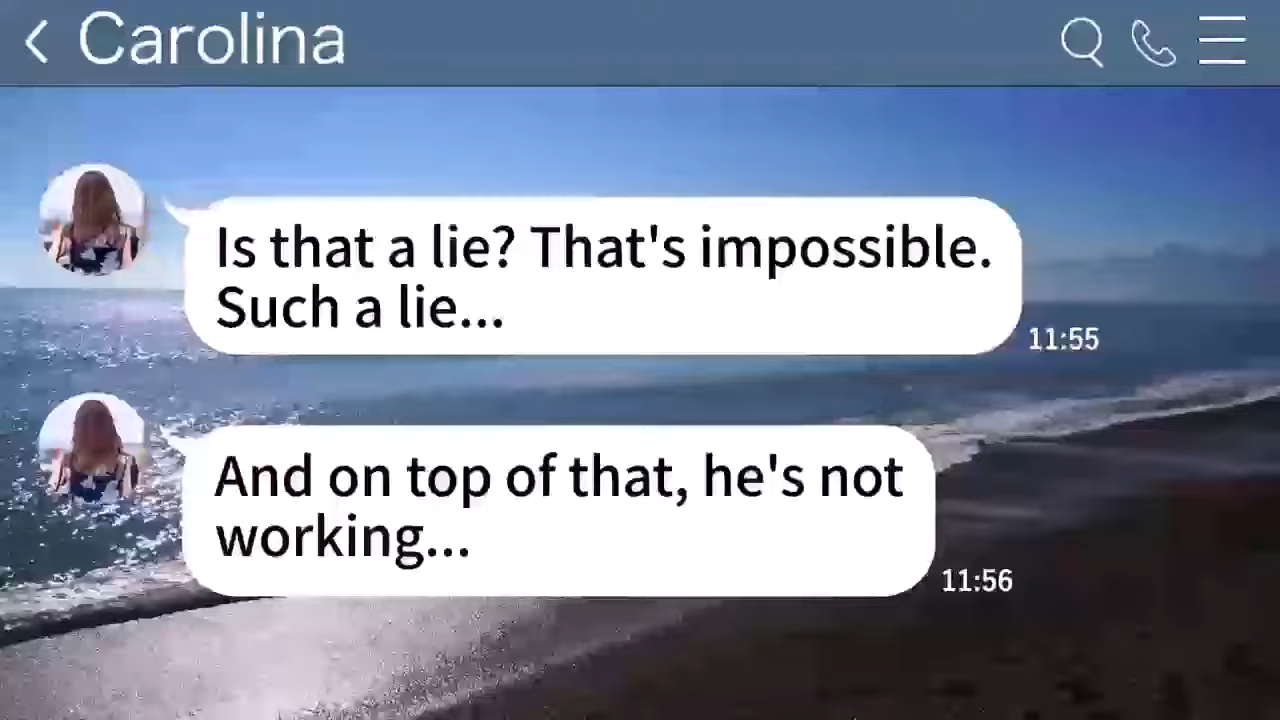 Carolina
Is that a lie? That's impossible.
Such a lie...
11:55
And on top of that, he's not
working...
11:56